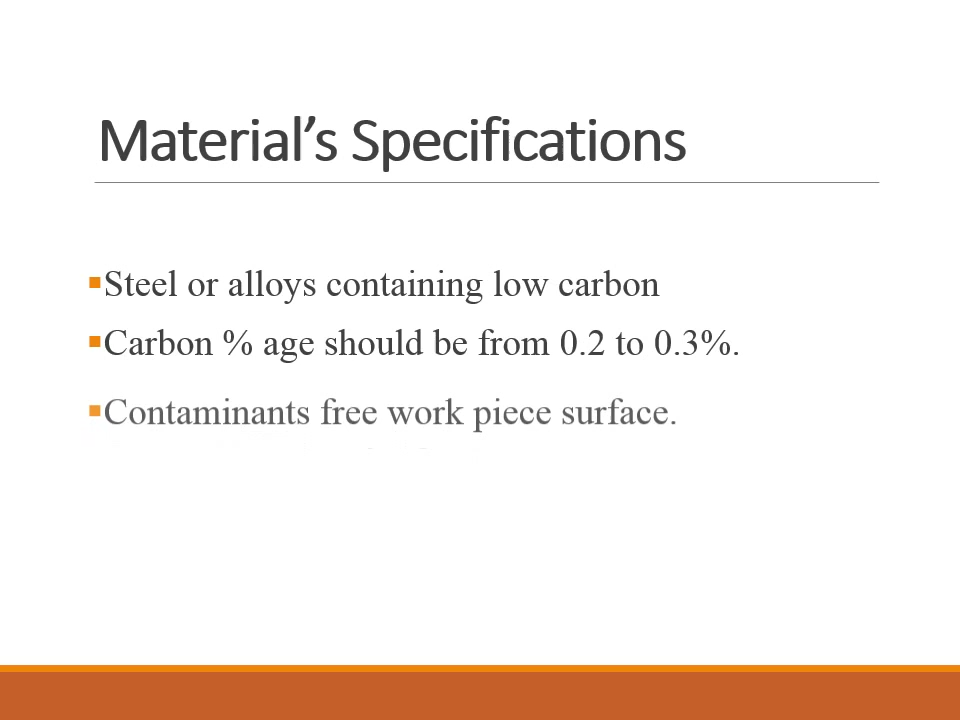 Material’s Specifications
▪Steel or alloys containing low carbon
▪Carbon % age should be from 0.2 to 0.3%.
▪Contaminants free work piece surface.